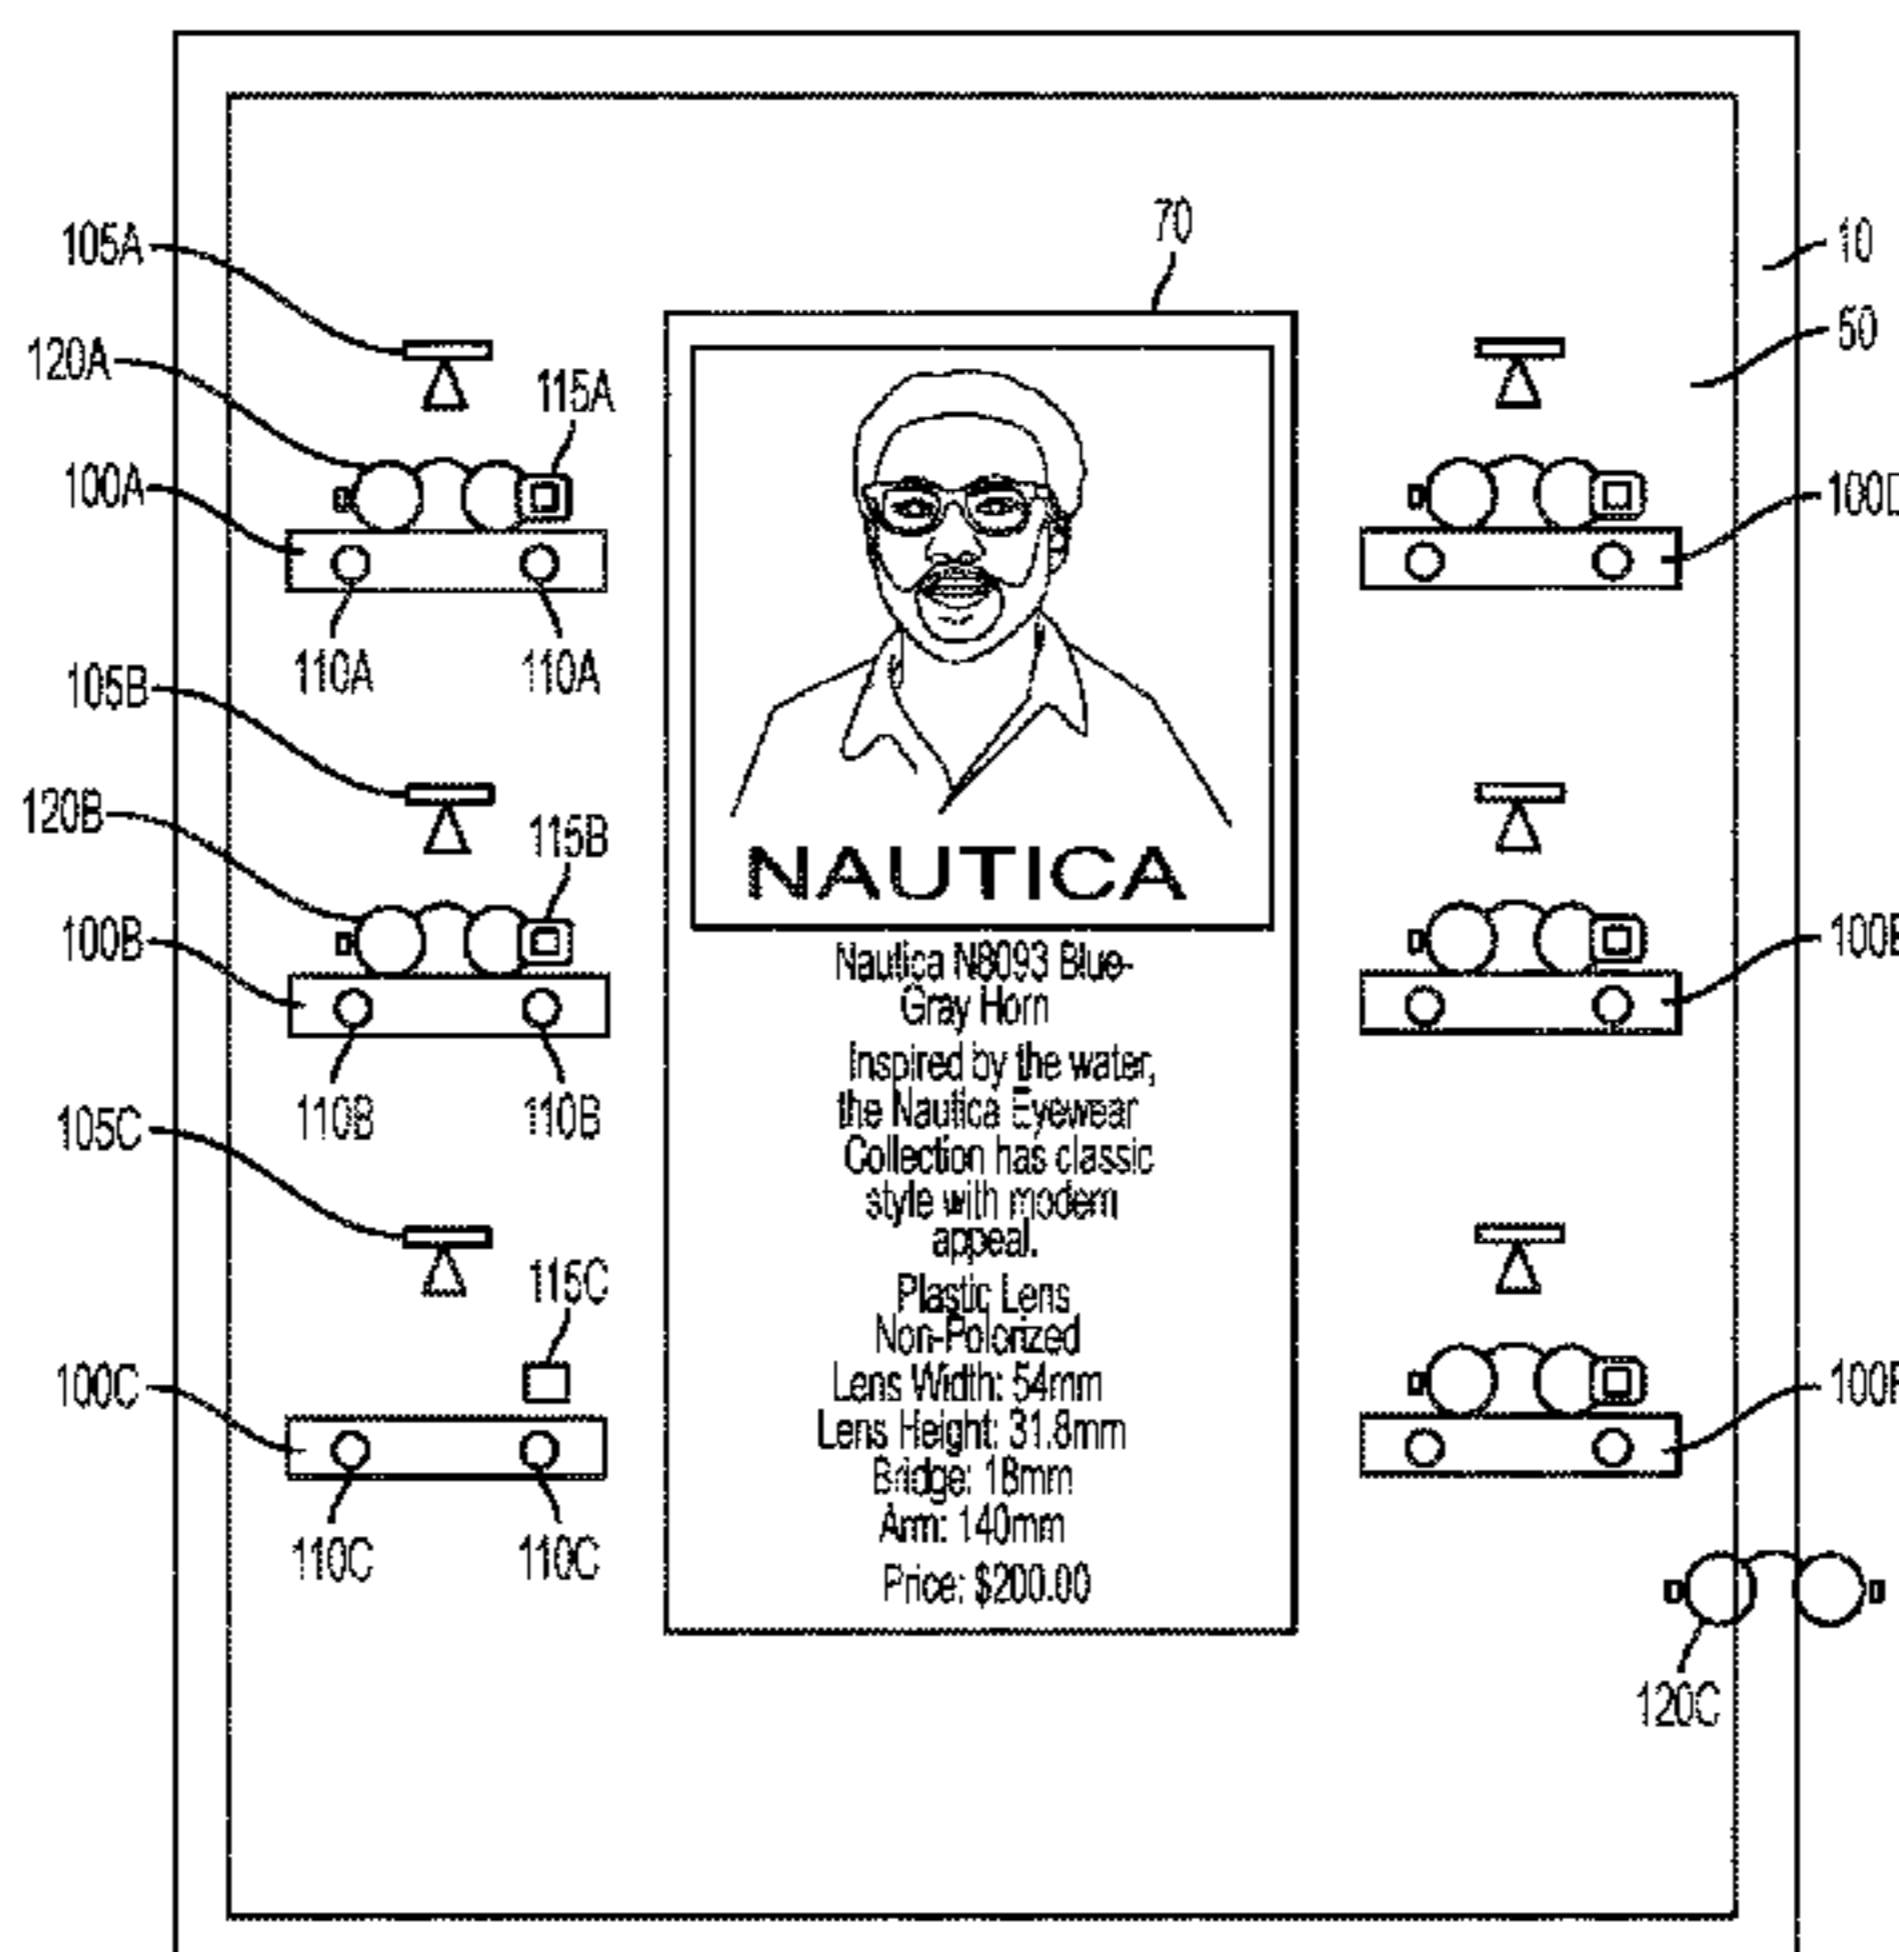 70
10
50
105A
120A
115A
100A
100D
110A
110A
105B
120B
115B
100B
100E
110B
110B
105C
115C
100C
100F
110C
110C
120C
NAUTICA
Nautica N8093 Blue-
Gray Horn
Inspired by the water,
the Nautica Eyewear
Collection has classic
style with modern
appeal.
Plastic Lens
Non-Polorized
Lens Width: 54mm
Lens Height: 31.8mm
Bridge: 18mm
Arm: 140mm
Price: $200.00